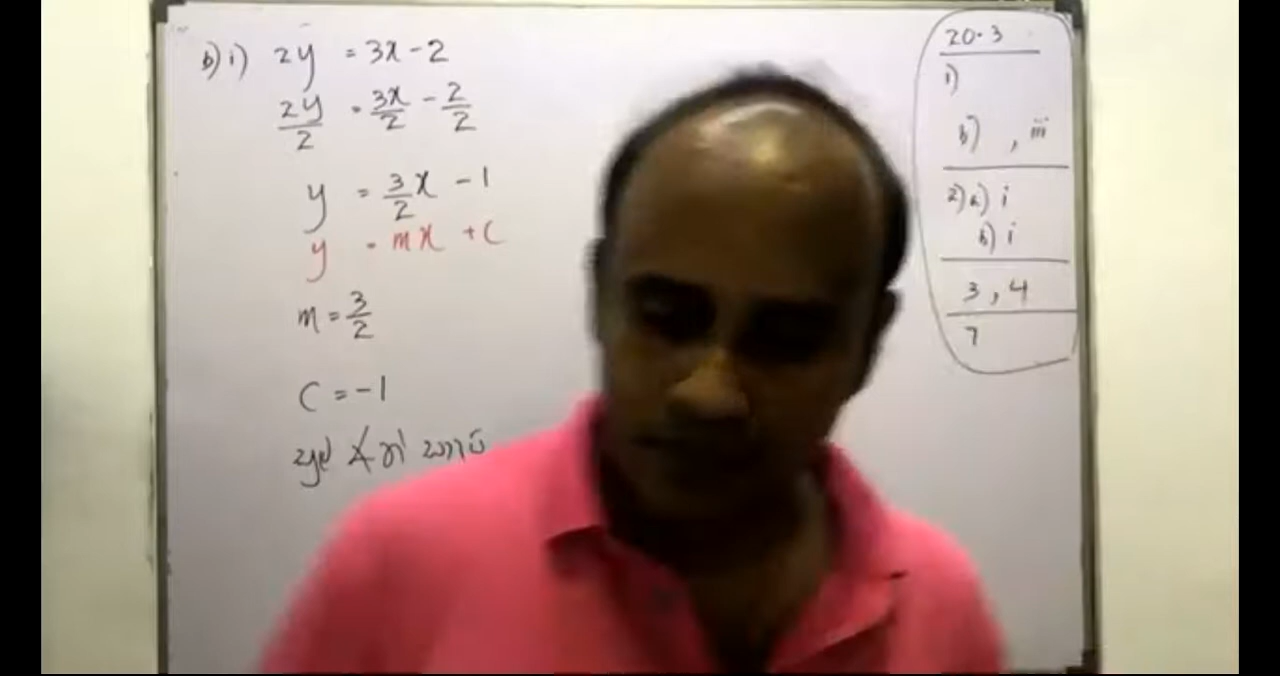 b) i) 2y = 3x - 2
2y/2 = 3x/2 - 2/2
y = 3/2 x - 1
y = mx + c
m = 3/2
c = -1
20.3
1)
b) , iii
2) a) i
b) i
3 , 4
7